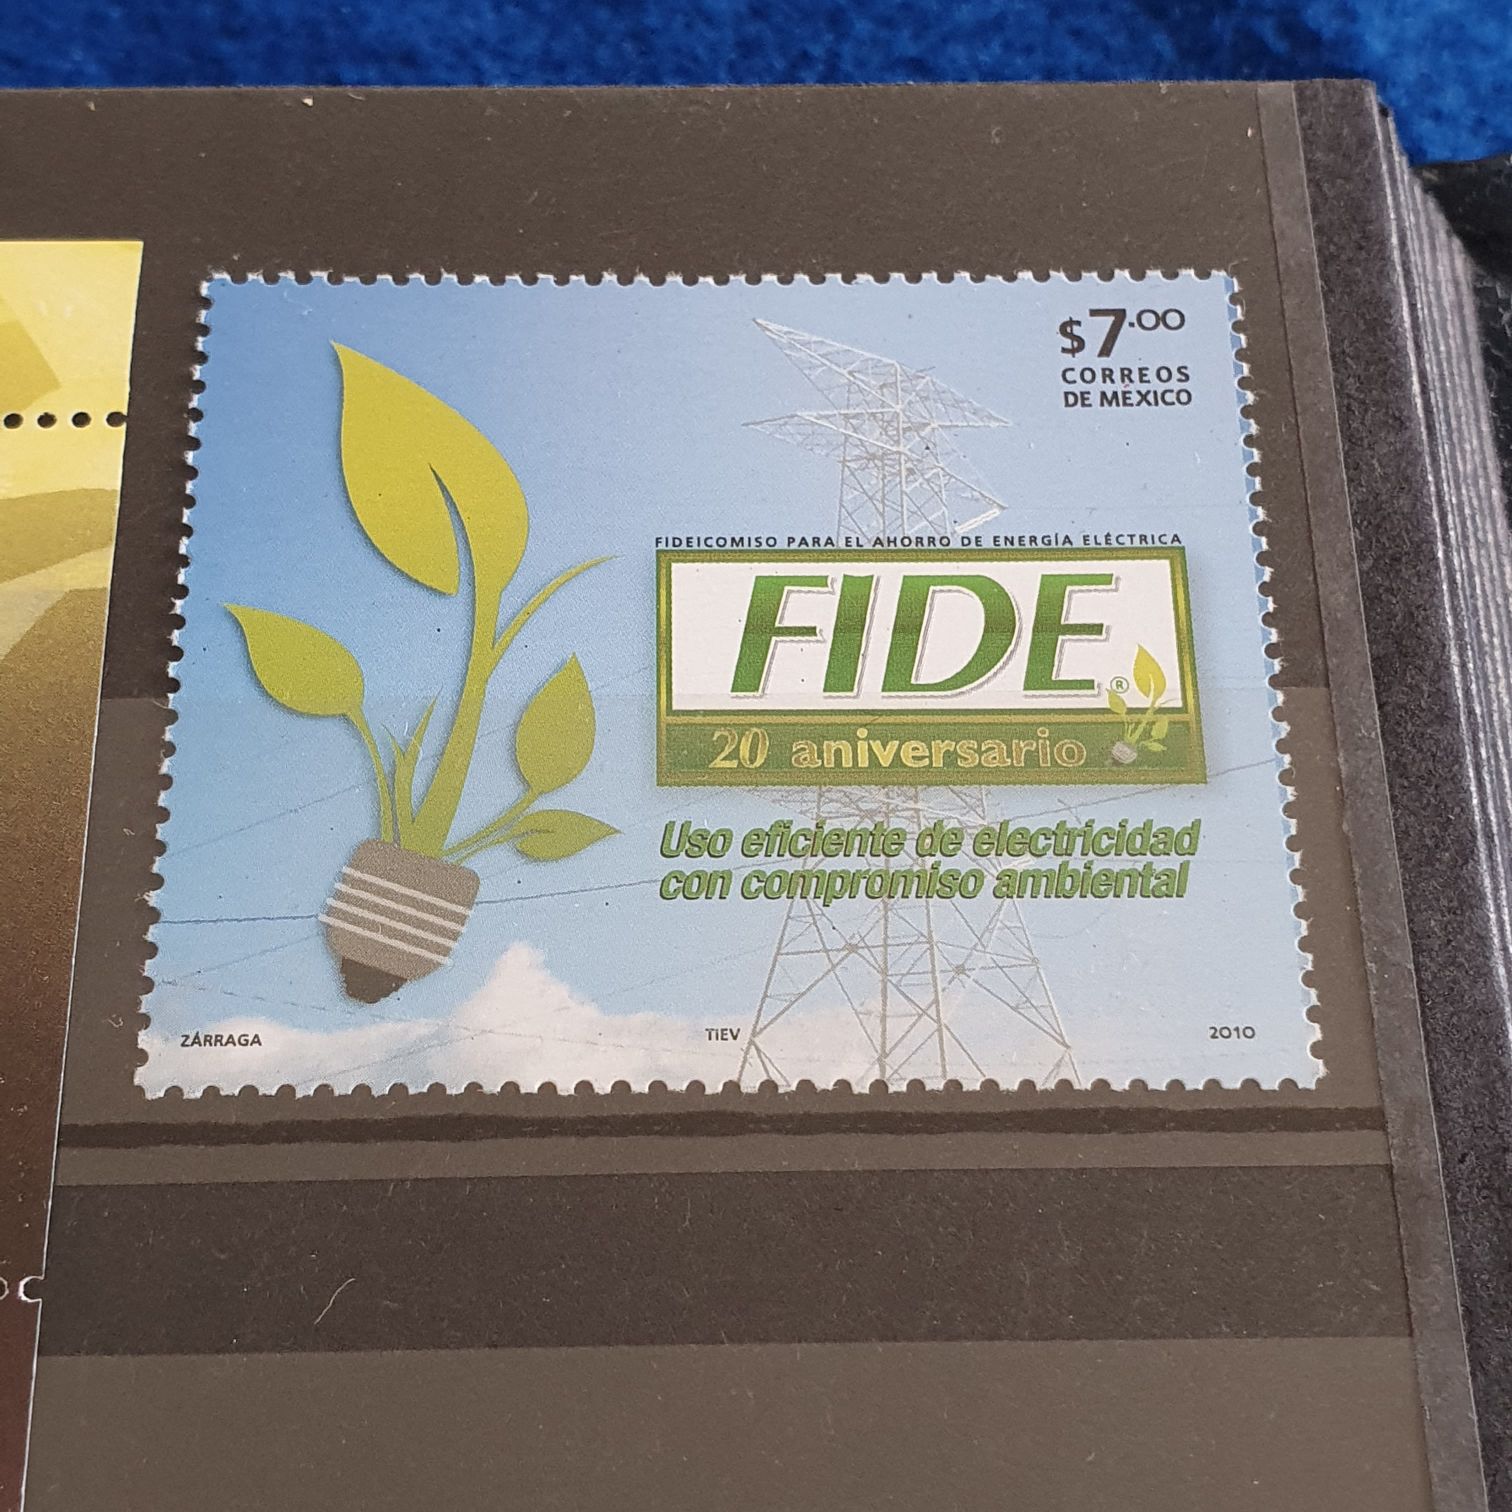 $7.00
CORREOS
DE MÉXICO
FIDEICOMISO PARA EL AHORRO DE ENERGÍA ELÉCTRICA
FIDE®
20 aniversario
Uso eficiente de electricidad
con compromiso ambiental
ZÁRRAGA TIEV 2010